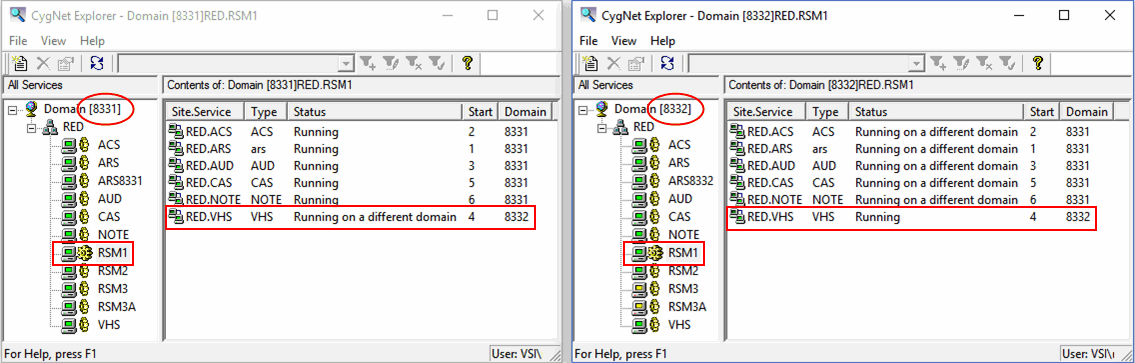 CygNet Explorer - Domain [8331]RED.RSM1
File View Help
All Services
Contents of: Domain [8331]RED.RSM1
Domain [8331]
RED
ACS
ARS
ARS8331
AUD
CAS
NOTE
RSM1
RSM2
RSM3
RSM3A
VHS
Site.Service Type Status Start Domain
RED.ACS ACS Running 2 8331
RED.ARS ars Running 1 8331
RED.AUD AUD Running 3 8331
RED.CAS CAS Running 5 8331
RED.NOTE NOTE Running 6 8331
RED.VHS VHS Running on a different domain 4 8332
For Help, press F1
User: VSI\
CygNet Explorer - Domain [8332]RED.RSM1
File View Help
All Services
Contents of: Domain [8332]RED.RSM1
Domain [8332]
RED
ACS
ARS
ARS8332
AUD
CAS
NOTE
RSM1
RSM2
RSM3
RSM3A
VHS
Site.Service Type Status Start Domain
RED.ACS ACS Running on a different domain 2 8331
RED.ARS ars Running on a different domain 1 8331
RED.AUD AUD Running on a different domain 3 8331
RED.CAS CAS Running on a different domain 5 8331
RED.NOTE NOTE Running on a different domain 6 8331
RED.VHS VHS Running 4 8332
For Help, press F1
User: VSI\